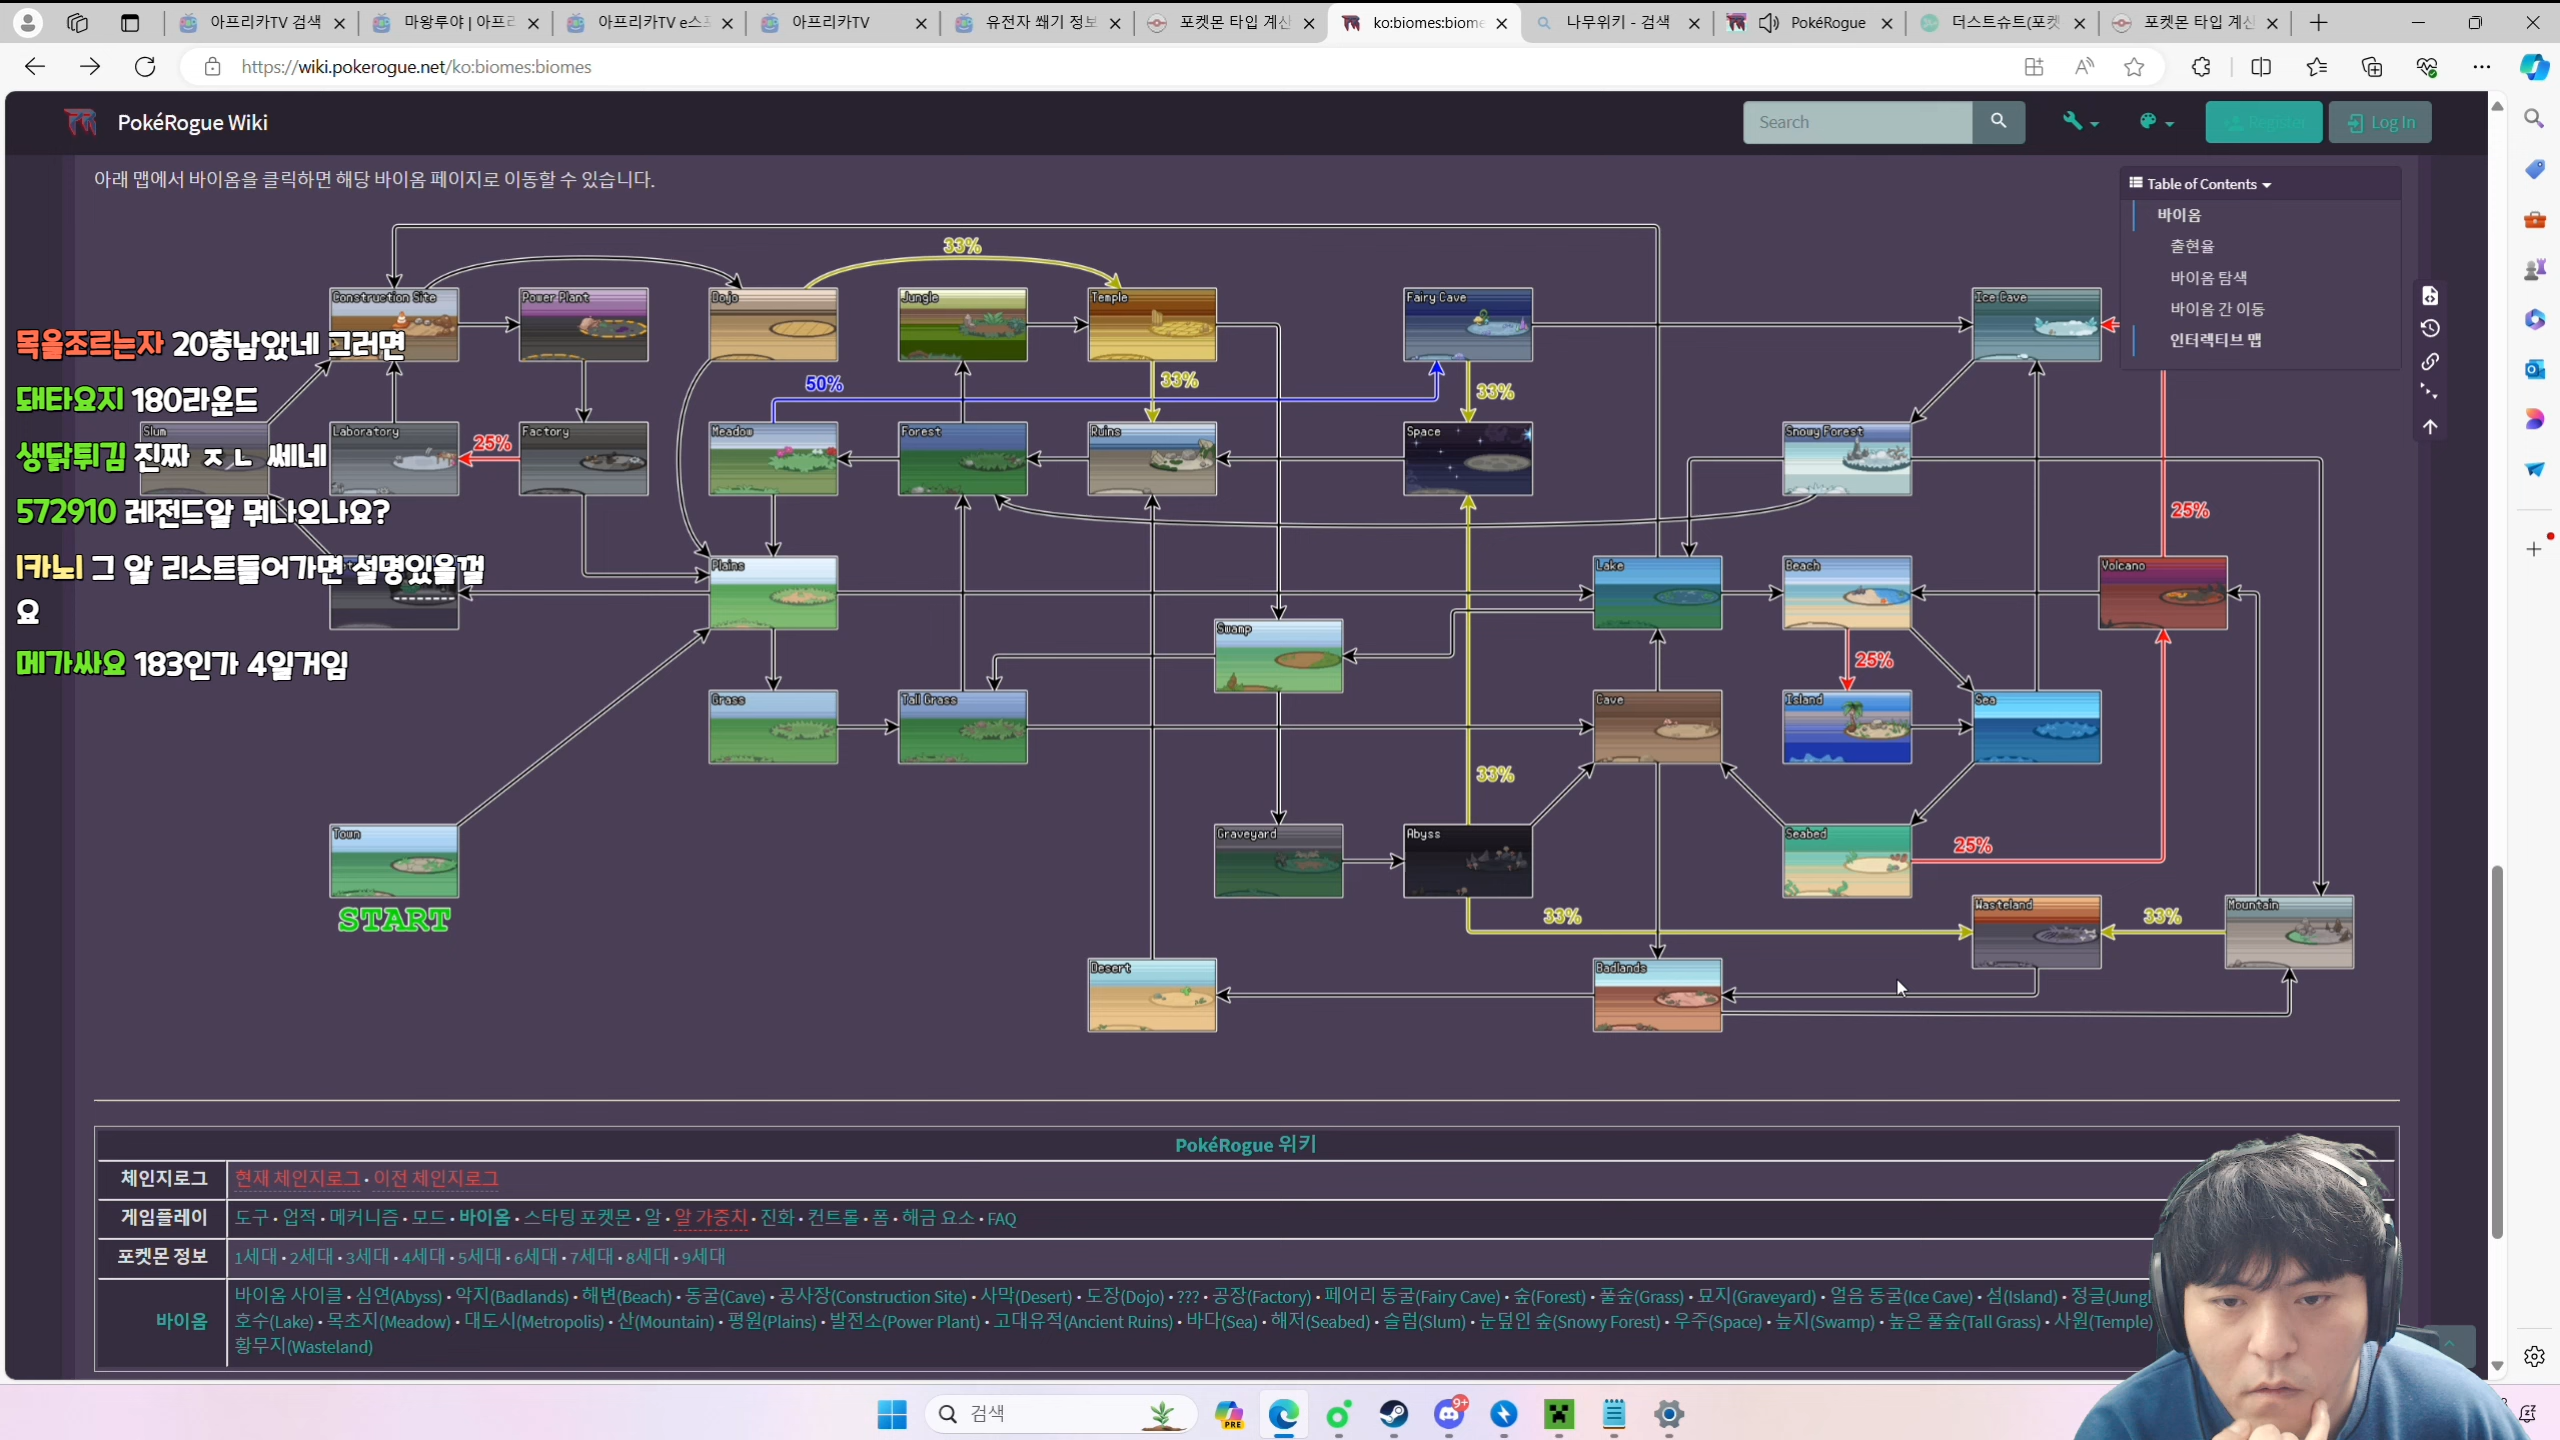 아프리카TV 검색
마왕루야 | 아프리
아프리카TV e스포
아프리카TV
유전자 쐐기 정보
포켓몬 타입 계산
ko:biomes:biome
나무위키 - 검색
PokéRogue
더스트슈트(포켓
포켓몬 타입 계산
https://wiki.pokerogue.net/ko:biomes:biomes
PokéRogue Wiki
Search
Register
Log In
아래 맵에서 바이옴을 클릭하면 해당 바이옴 페이지로 이동할 수 있습니다.
Table of Contents
바이옴
출현율
바이옴 탐색
바이옴 간 이동
인터렉티브 맵
33%
Construction Site
Power Plant
Dojo
Jungle
Temple
Fairy Cave
Ice Cave
목을조르는자 20층남았네 그러면
50%
33%
33%
돼타요지 180라운드
Slum
Laboratory
25%
Factory
Meadow
Forest
Ruins
Space
Snowy Forest
생닭튀김 진짜 ㅈㄴ 쎄네
572910 레전드알 뭐나오나요?
25%
l카노l 그 알 리스트들어가면 설명있을껄
요
Plains
Lake
Beach
Volcano
메가싸요 183인가 4일거임
Swamp
25%
Grass
Tall Grass
Cave
Island
Sea
33%
Town
Graveyard
Abyss
Seabed
25%
START
33%
Wasteland
33%
Mountain
Desert
Badlands
PokéRogue 위키
체인지로그 현재 체인지로그 • 이전 체인지로그
게임플레이 도구 • 업적 • 메커니즘 • 모드 • 바이옴 • 스타팅 포켓몬 • 알 • 알 가중치 • 진화 • 컨트롤 • 폼 • 해금 요소 • FAQ
포켓몬 정보 1세대 • 2세대 • 3세대 • 4세대 • 5세대 • 6세대 • 7세대 • 8세대 • 9세대
바이옴 바이옴 사이클 • 심연(Abyss) • 악지(Badlands) • 해변(Beach) • 동굴(Cave) • 공사장(Construction Site) • 사막(Desert) • 도장(Dojo) • ??? • 공장(Factory) • 페어리 동굴(Fairy Cave) • 숲(Forest) • 풀숲(Grass) • 묘지(Graveyard) • 얼음 동굴(Ice Cave) • 섬(Island) • 정글(Jungl
호수(Lake) • 목초지(Meadow) • 대도시(Metropolis) • 산(Mountain) • 평원(Plains) • 발전소(Power Plant) • 고대유적(Ancient Ruins) • 바다(Sea) • 해저(Seabed) • 슬럼(Slum) • 눈덮인 숲(Snowy Forest) • 우주(Space) • 늪지(Swamp) • 높은 풀숲(Tall Grass) • 사원(Temple)
황무지(Wasteland)
검색
PRE
9+